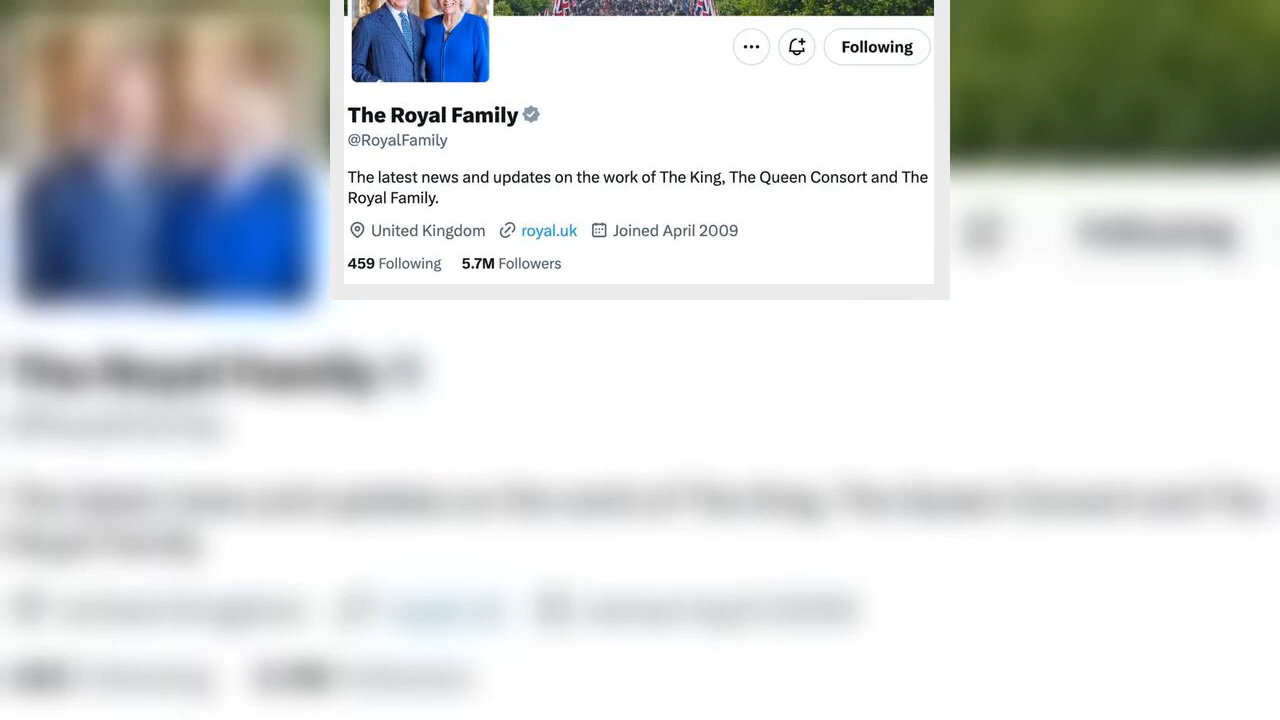 Following
The Royal Family
@RoyalFamily
The latest news and updates on the work of The King, The Queen Consort and The
Royal Family.
United Kingdom royal.uk Joined April 2009
459 Following 5.7M Followers